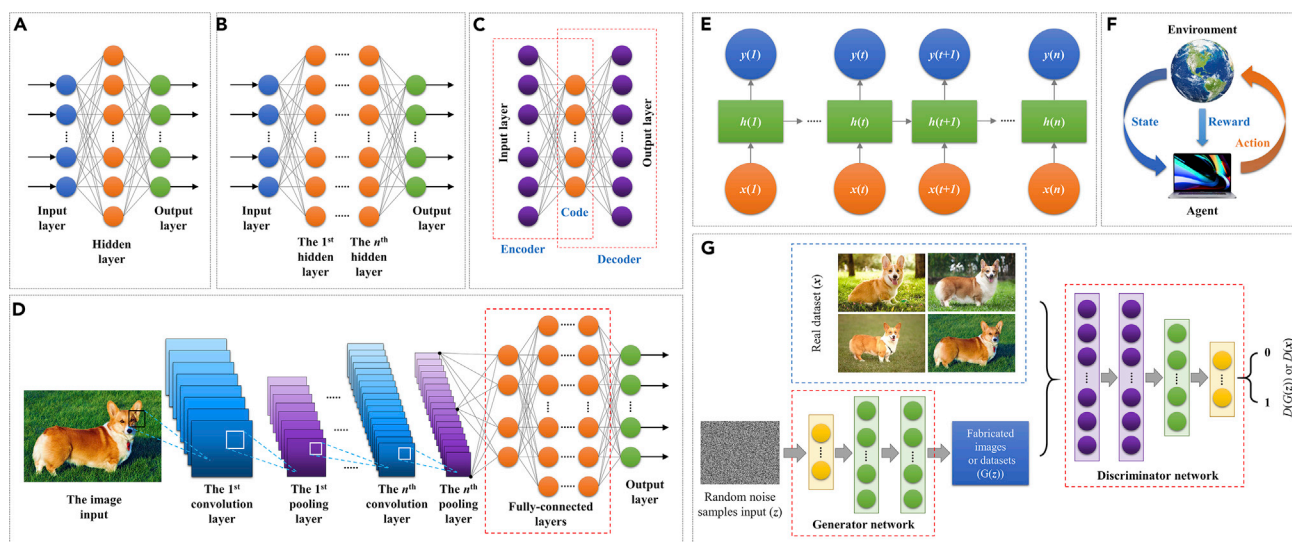 A
Input
layer
Hidden
layer
Output
layer
B
Input
layer
The 1st
hidden
layer
The nth
hidden
layer
Output
layer
C
Input layer
Output layer
Code
Encoder
Decoder
D
The image
input
The 1st
convolution
layer
The 1st
pooling
layer
The nth
convolution
layer
The nth
pooling
layer
Fully-connected
layers
Output
layer
E
y(1)
y(t)
y(t+1)
y(n)
h(1)
h(t)
h(t+1)
h(n)
x(1)
x(t)
x(t+1)
x(n)
F
Environment
State
Reward
Action
Agent
G
Real dataset (x)
Random noise
samples input (z)
Generator network
Fabricated
images
or datasets
(G(z))
Discriminator network
0
1
D(G(z)) or D(x)